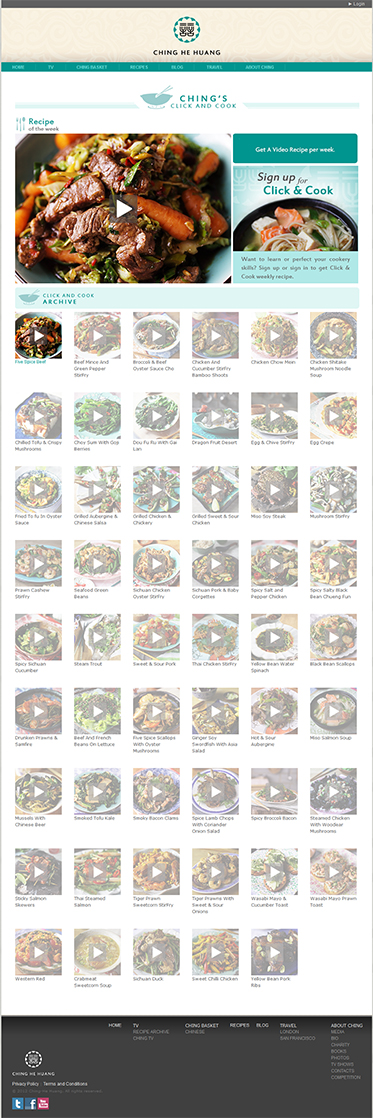 Login
CHING HE HUANG
HOME TV CHING BASKET RECIPES BLOG TRAVEL ABOUT CHING
CHING'S
CLICK AND COOK
Recipe
of the week
Get A Video Recipe per week.
Sign up for
Click & Cook
Want to learn or perfect your cookery
skills? Sign up or sign in to get Click &
Cook weekly recipe.
CLICK AND COOK
ARCHIVE
Five Spice Beef
Beef Mince And
Green Pepper
Stirfry
Broccoli & Beef
Oyster Sauce Cho
Chicken And
Cucumber Stirfry
Bamboo Shoots
Chicken Chow Mein
Chicken Shitake
Mushroom Noodle
Soup
Chilled Tofu & Crispy
Mushrooms
Choy Sum With Goji
Berries
Dou Fu Ru With Gai
Lan
Dragon Fruit Desert
Egg & Chive Stirfry
Egg Crepe
Fried To fu In Oyster
Sauce
Grilled Aubergine &
Chinese Salsa
Grilled Chicken &
Chickery
Grilled Sweet & Sour
Chicken
Moo Soy Steak
Mushroom Stirfry
Prawn Cashew
Stirfry
Seafood Green
Beans
Sichuan Chicken
Oyster Stirfry
Sichuan Pork & Baby
Corgettes
Spicy Salt and
Pepper Chicken
Spicy Salty Black
Bean Chueng Fun
Spicy Sichuan
Cucumber
Steam Trout
Sweet & Sour Pork
Thai Chicken Stirfry
Yellow Bean Water
Spinach
Black Bean Scallops
Drunken Prawns &
Samfire
Beef And French
Beans On Lettuce
Five Spice Scallops
With Oyster
Mushrooms
Ginger Soy
Swordfish With Asia
Salad
Hot & Sour
Aubergine
Miso Salmon Soup
Mussels With
Chinese Beer
Smoked Tofu Kale
Smoky Bacon Clams
Spice Lamb Chops
With Coriander
Onion Salad
Spicy Broccoli Bacon
Steamed Chicken
With Woodear
Mushrooms
Sticky Salmon
Skewers
Thai Steamed
Salmon
Tiger Prawn
Sweetcorn Stirfry
Tiger Prawns With
Sweet & Sour
Onions
Wasabi Mayo &
Cucumber Toast
Wasabi Mayo Prawn
Toast
Western Red
Crabmeat
Sweetcorn Soup
Sichuan Duck
Sweet Chilli Chicken
Yellow Bean Pork
Ribs
HOME TV CHING BASKET RECIPES BLOG TRAVEL ABOUT CHING
RECIPE ARCHIVE CHINESE LONDON MEDIA
CHING TV SAN FRANCISCO BIO
CHARITY
BOOKS
PHOTOS
TV SHOWS
CONTACTS
COMPETITION
CHING HE HUANG
Privacy Policy Terms and Conditions